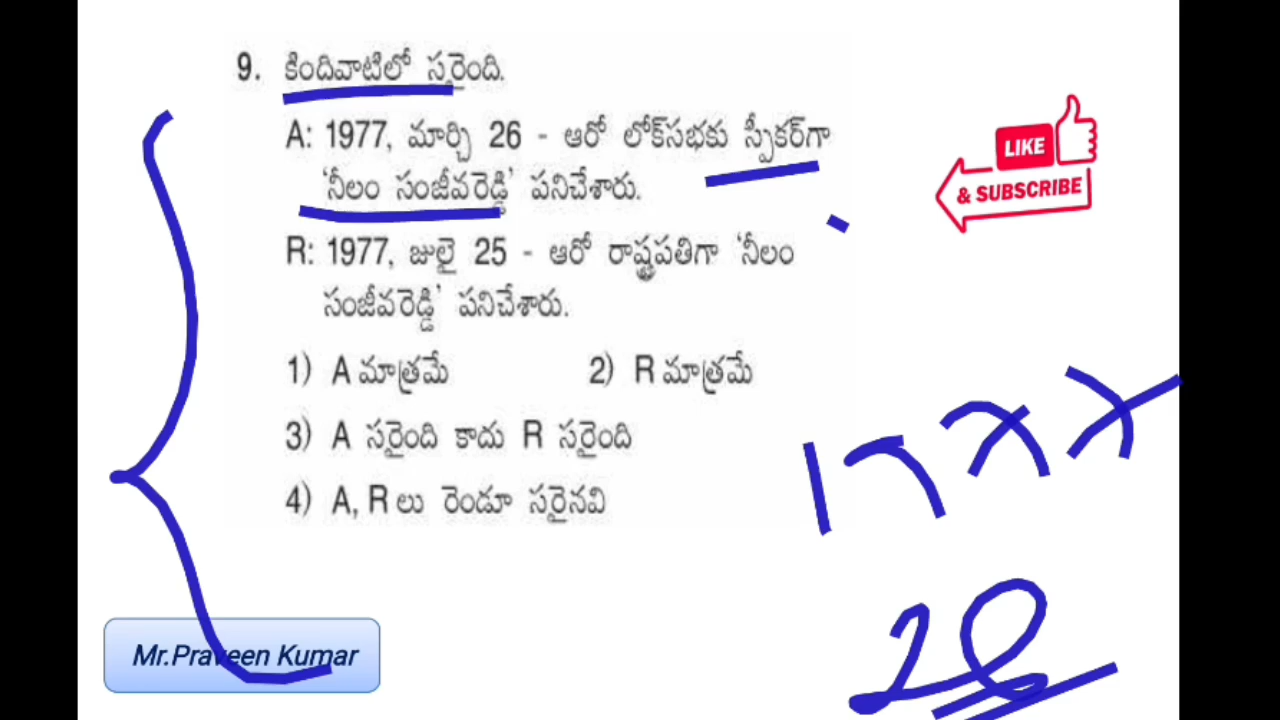 9. కిందివాటిలో సరైంది.
A: 1977, మార్చి 26 - ఆరో లోక్‌సభకు స్పీకర్‌గా
'నీలం సంజీవరెడ్డి' పనిచేశారు.
R: 1977, జులై 25 - ఆరో రాష్ట్రపతిగా 'నీలం
సంజీవరెడ్డి' పనిచేశారు.
1) A మాత్రమే 2) R మాత్రమే
3) A సరైంది కాదు R సరైంది
4) A, R లు రెండూ సరైనవి
LIKE
& SUBSCRIBE
1977
Mr.Praveen Kumar